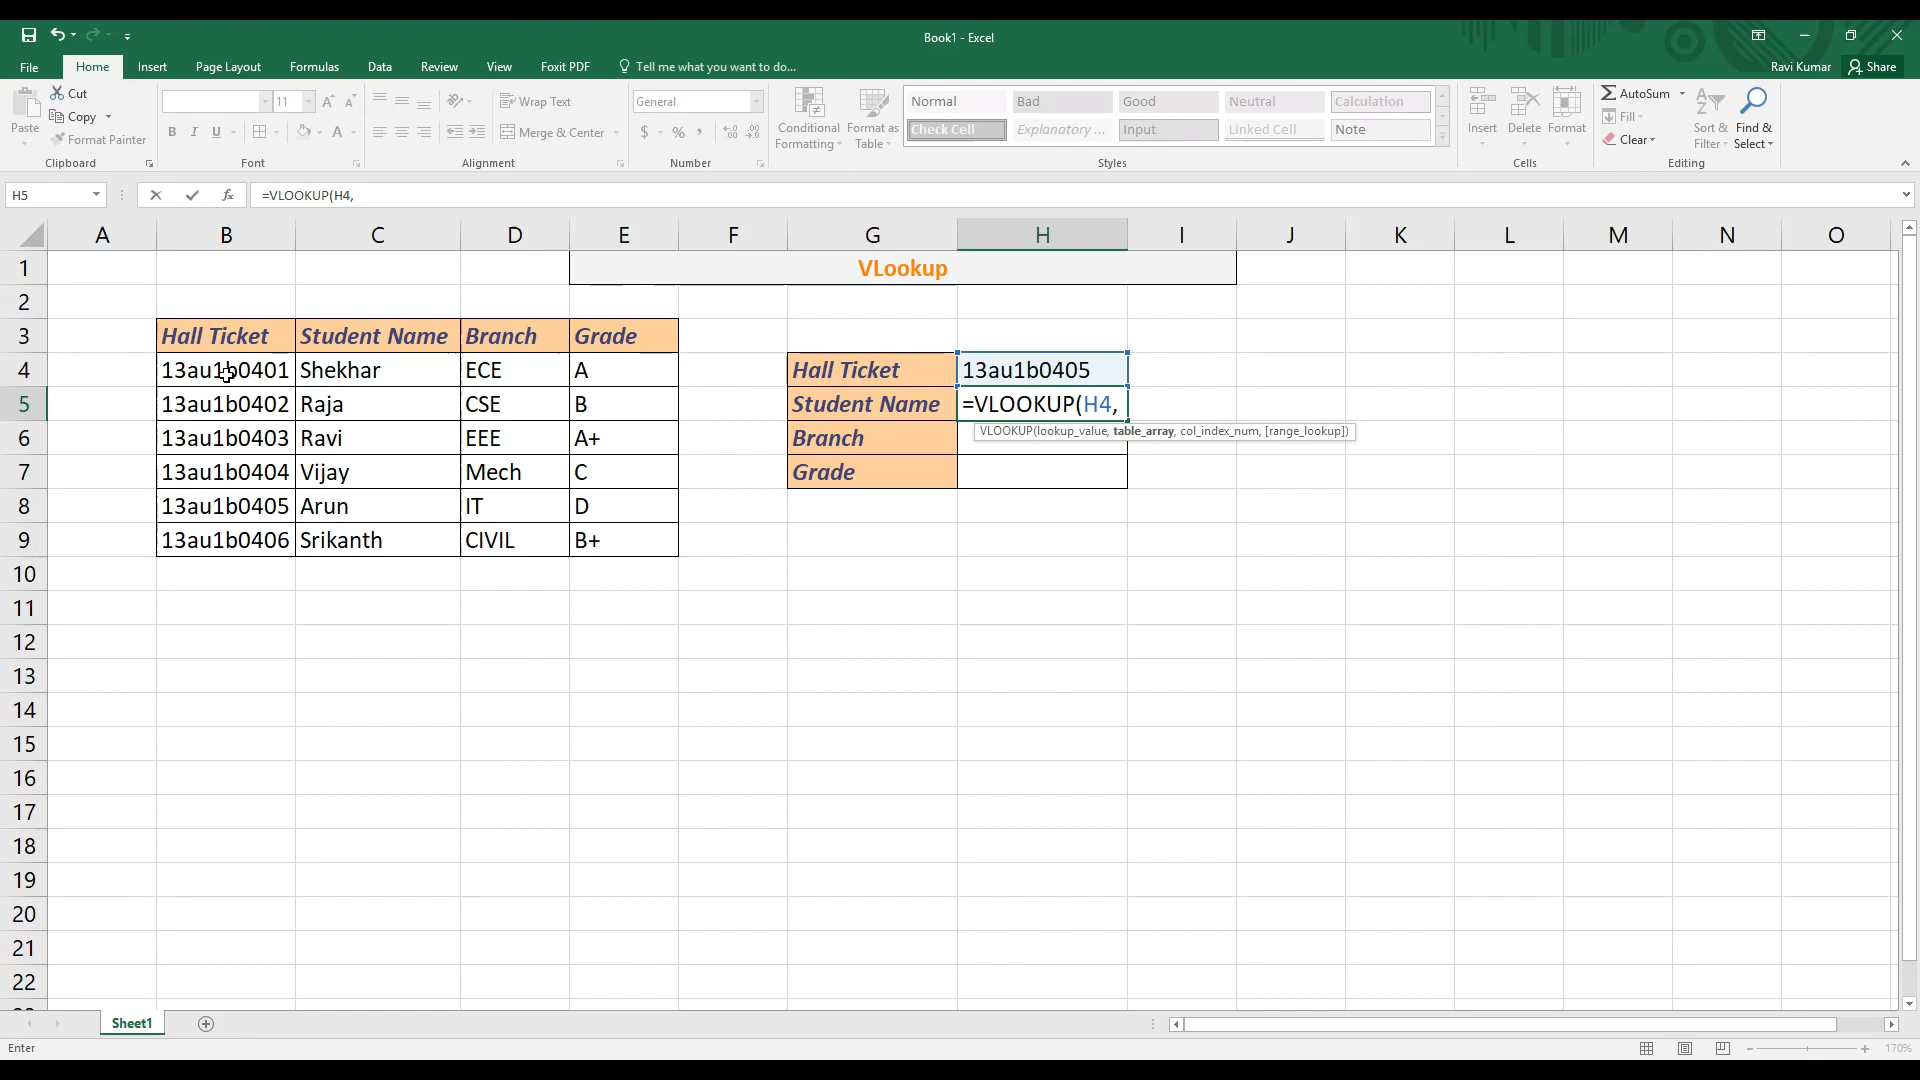 Book1 - Excel
File Home Insert Page Layout Formulas Data Review View Foxit PDF Tell me what you want to do... Ravi Kumar Share
Paste Cut Copy Format Painter
Clipboard
11
B I U A
Font
Wrap Text
Merge & Center
Alignment
General
$ % ,
Number
Conditional Formatting Format as Table
Normal Bad Good Neutral Calculation
Check Cell Explanatory ... Input Linked Cell Note
Styles
Insert Delete Format
Cells
AutoSum
Fill
Clear
Sort & Filter Find & Select
Editing
H5 fx =VLOOKUP(H4,
A B C D E F G H I J K L M N O
1 VLookup
2
3 Hall Ticket Student Name Branch Grade
4 13au1b0401 Shekhar ECE A Hall Ticket 13au1b0405
5 13au1b0402 Raja CSE B Student Name =VLOOKUP(H4,
VLOOKUP(lookup_value, table_array, col_index_num, [range_lookup])
6 13au1b0403 Ravi EEE A+ Branch
7 13au1b0404 Vijay Mech C Grade
8 13au1b0405 Arun IT D
9 13au1b0406 Srikanth CIVIL B+
10
11
12
13
14
15
16
17
18
19
20
21
22
Sheet1
Enter 170%